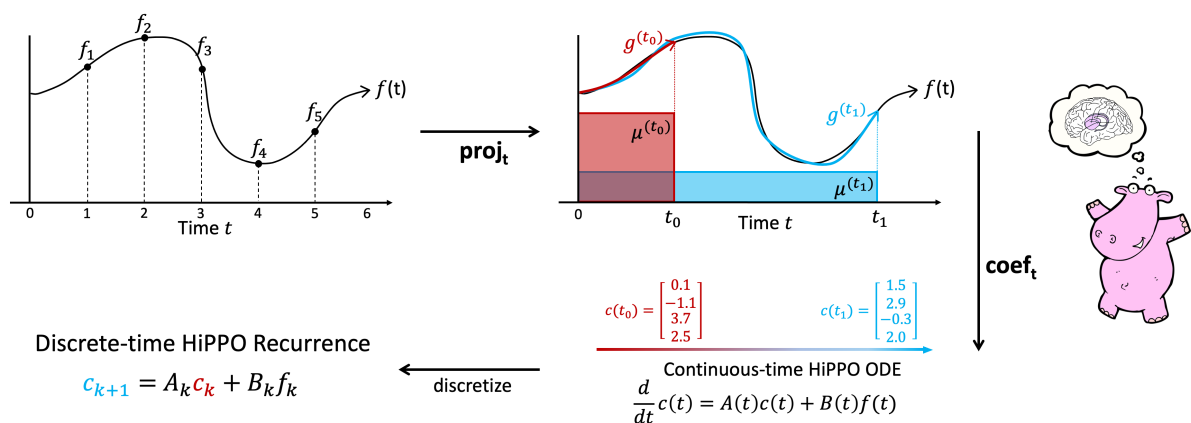 f₁
f₂
f₃
f₄
f₅
f(t)
0 1 2 3 4 5 6
Time t
proj_t
g^(t₀)
g^(t₁)
f(t)
μ^(t₀)
μ^(t₁)
0 t₀ t₁
Time t
coef_t
c(t₀) = [0.1 −1.1 3.7 2.5]
c(t₁) = [1.5 2.9 −0.3 2.0]
Continuous-time HiPPO ODE
d/dt c(t) = A(t)c(t) + B(t)f(t)
discretize
Discrete-time HiPPO Recurrence
c_{k+1} = A_k c_k + B_k f_k